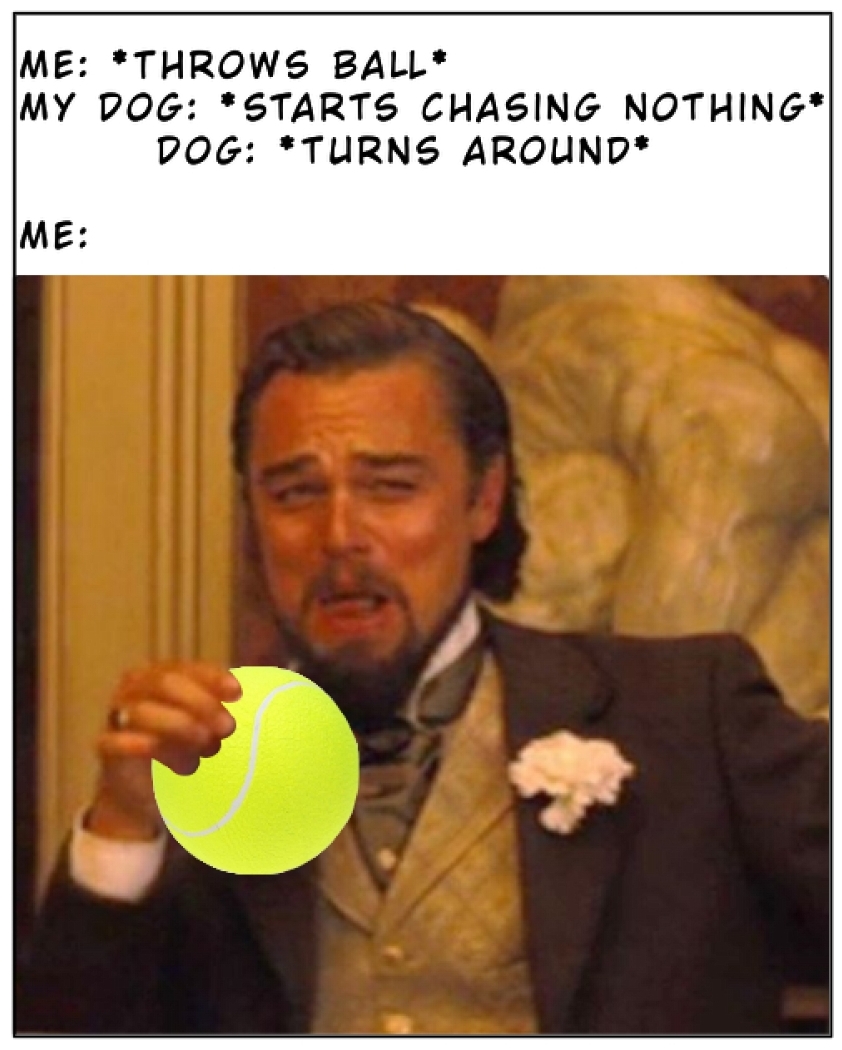 ME: *THROWS BALL*
MY DOG: *STARTS CHASING NOTHING*
DOG: *TURNS AROUND*
ME: